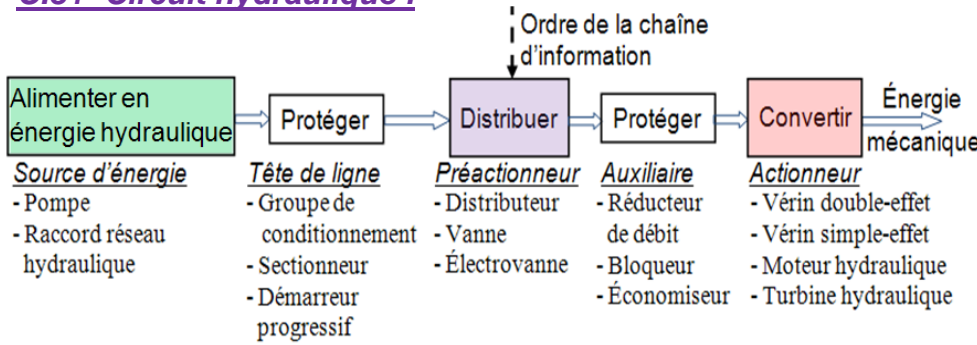 Circuit hydraulique :
Ordre de la chaîne
d'information
Alimenter en
énergie hydraulique
Protéger
Distribuer
Protéger
Convertir
Énergie
mécanique
Source d'énergie
- Pompe
- Raccord réseau
hydraulique
Tête de ligne
- Groupe de
conditionnement
- Sectionneur
- Démarreur
progressif
Préactionneur
- Distributeur
- Vanne
- Électrovanne
Auxiliaire
- Réducteur
de débit
- Bloqueur
- Économiseur
Actionneur
- Vérin double-effet
- Vérin simple-effet
- Moteur hydraulique
- Turbine hydraulique